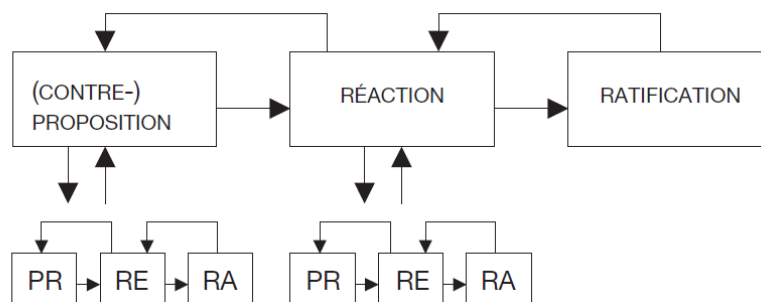 (CONTRE-)
PROPOSITION
RÉACTION
RATIFICATION
PR
RE
RA
PR
RE
RA